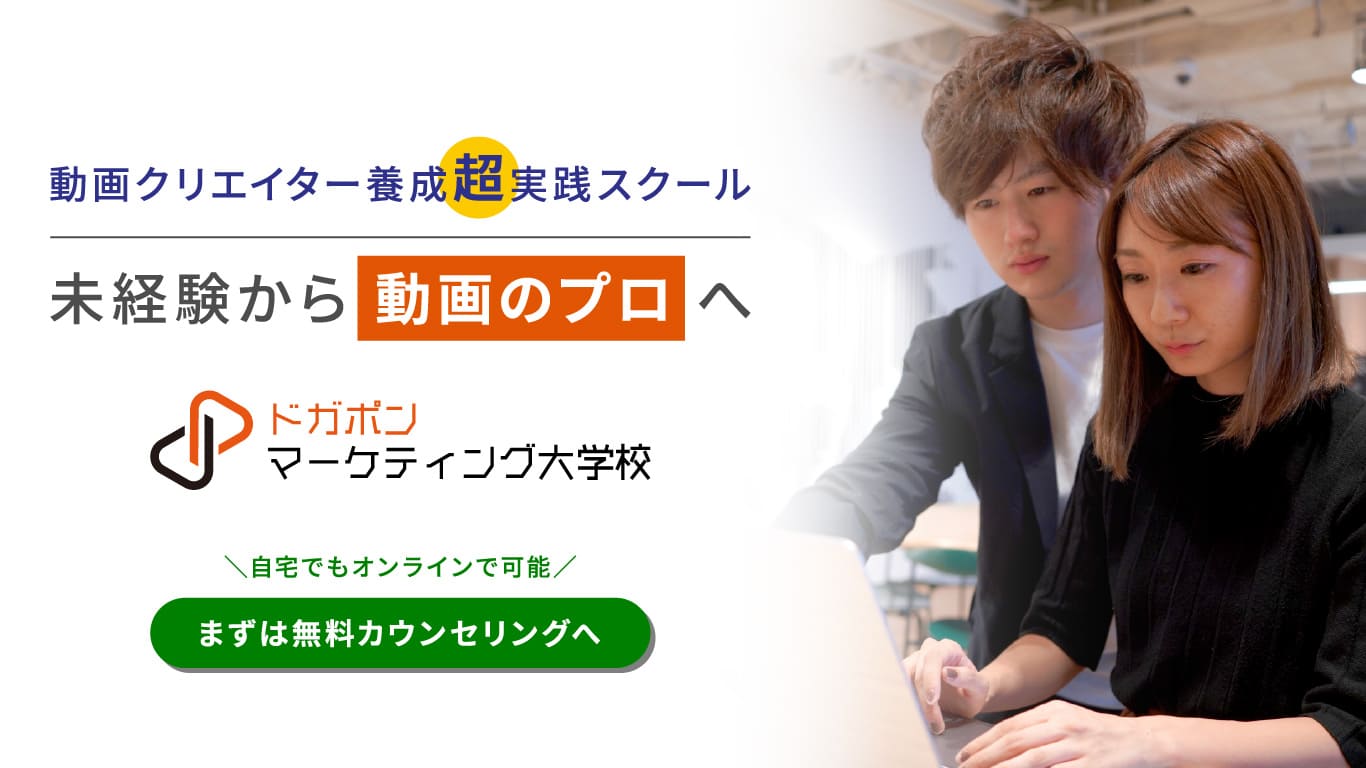 動画クリエイター養成超実践スクール
未経験から動画のプロへ
ドガポン
マーケティング大学校
＼自宅でもオンラインで可能／
まずは無料カウンセリングへ